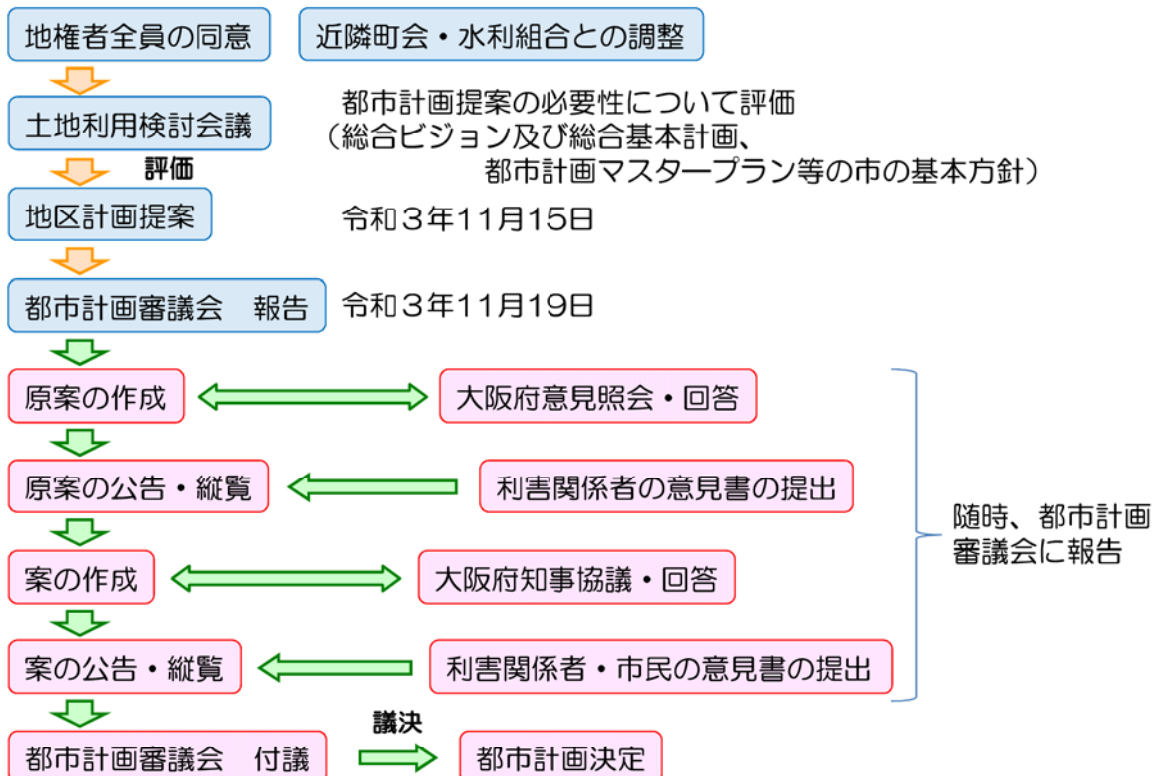 地権者全員の同意
近隣町会・水利組合との調整
土地利用検討会議
都市計画提案の必要性について評価
（総合ビジョン及び総合基本計画、
都市計画マスタープラン等の市の基本方針）
評価
地区計画提案
令和３年11月15日
都市計画審議会　報告
令和３年11月19日
原案の作成
大阪府意見照会・回答
原案の公告・縦覧
利害関係者の意見書の提出
随時、都市計画
審議会に報告
案の作成
大阪府知事協議・回答
案の公告・縦覧
利害関係者・市民の意見書の提出
都市計画審議会　付議
議決
都市計画決定